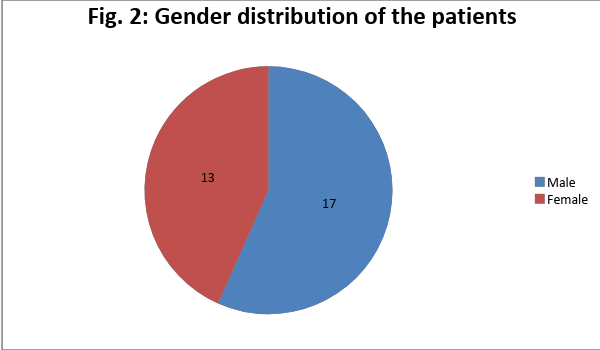 Fig. 2: Gender distribution of the patients
13
17
Male
Female